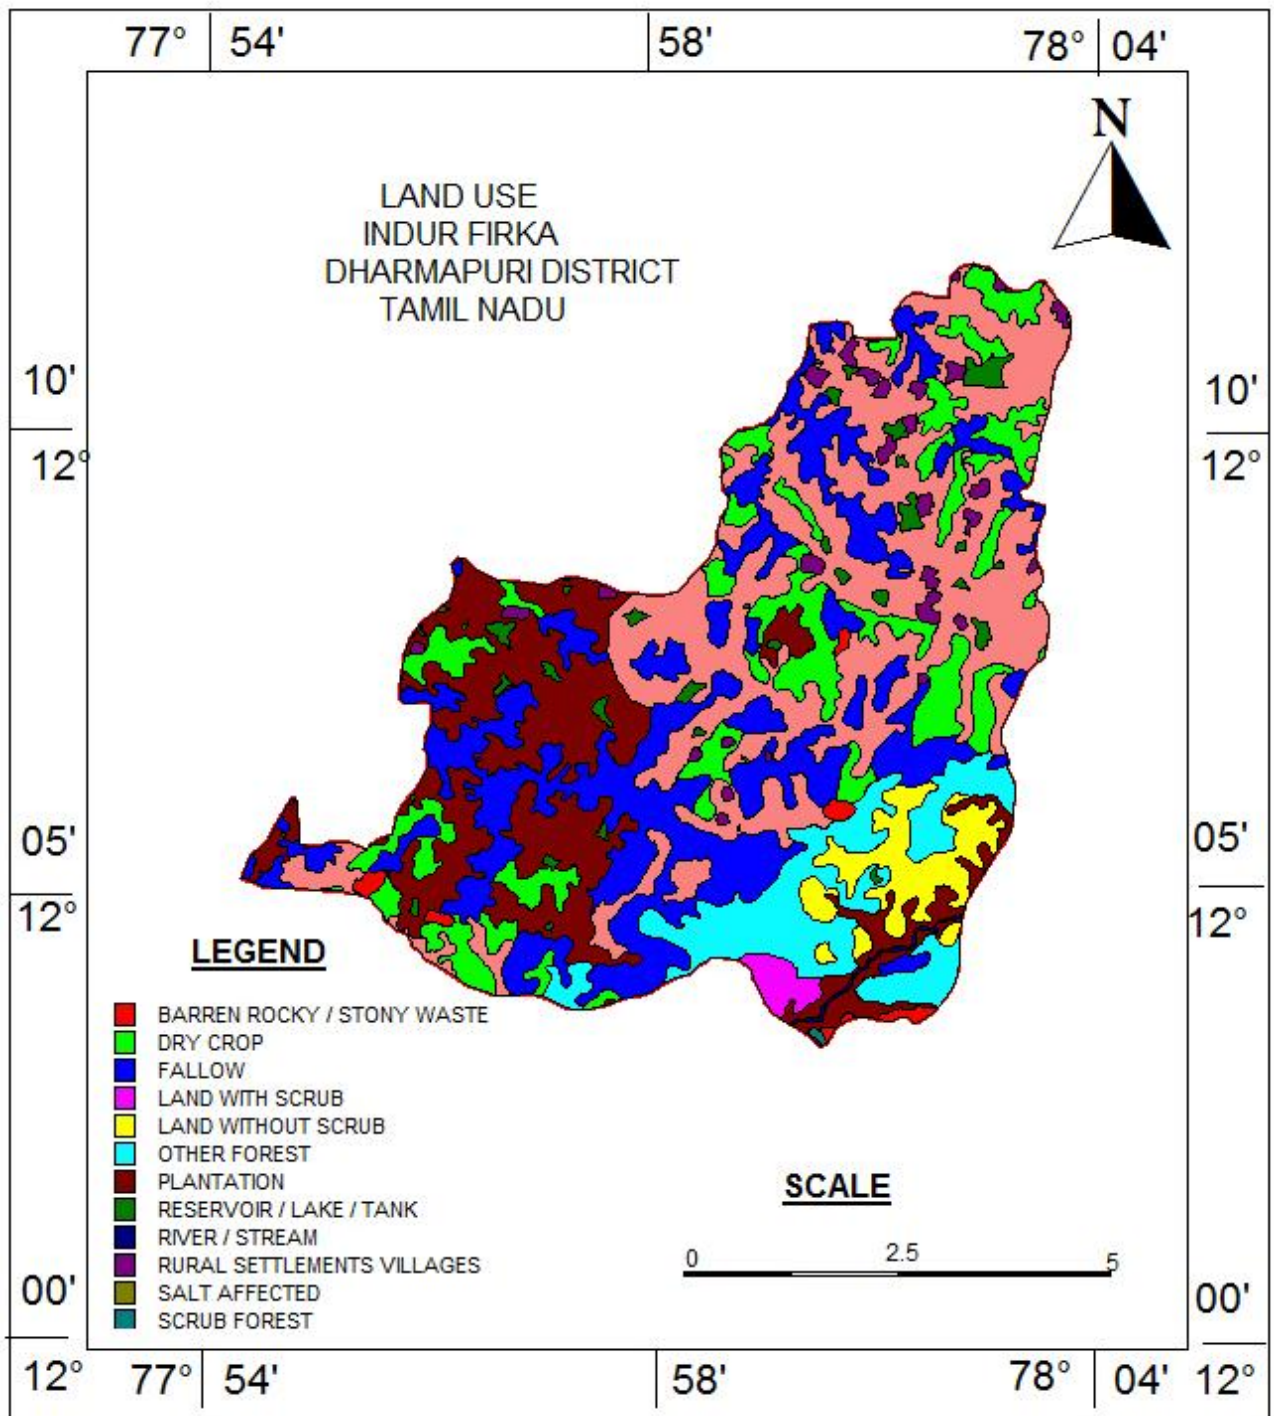 77° 54' 58' 78° 04'
N
LAND USE
INDUR FIRKA
DHARMAPURI DISTRICT
TAMIL NADU
10' 10'
12° 12°
05' 05'
12° 12°
LEGEND
BARREN ROCKY / STONY WASTE
DRY CROP
FALLOW
LAND WITH SCRUB
LAND WITHOUT SCRUB
OTHER FOREST
PLANTATION
RESERVOIR / LAKE / TANK
RIVER / STREAM
RURAL SETTLEMENTS VILLAGES
SALT AFFECTED
SCRUB FOREST
SCALE
0 2.5 5
00' 00'
12° 77° 54' 58' 78° 04' 12°